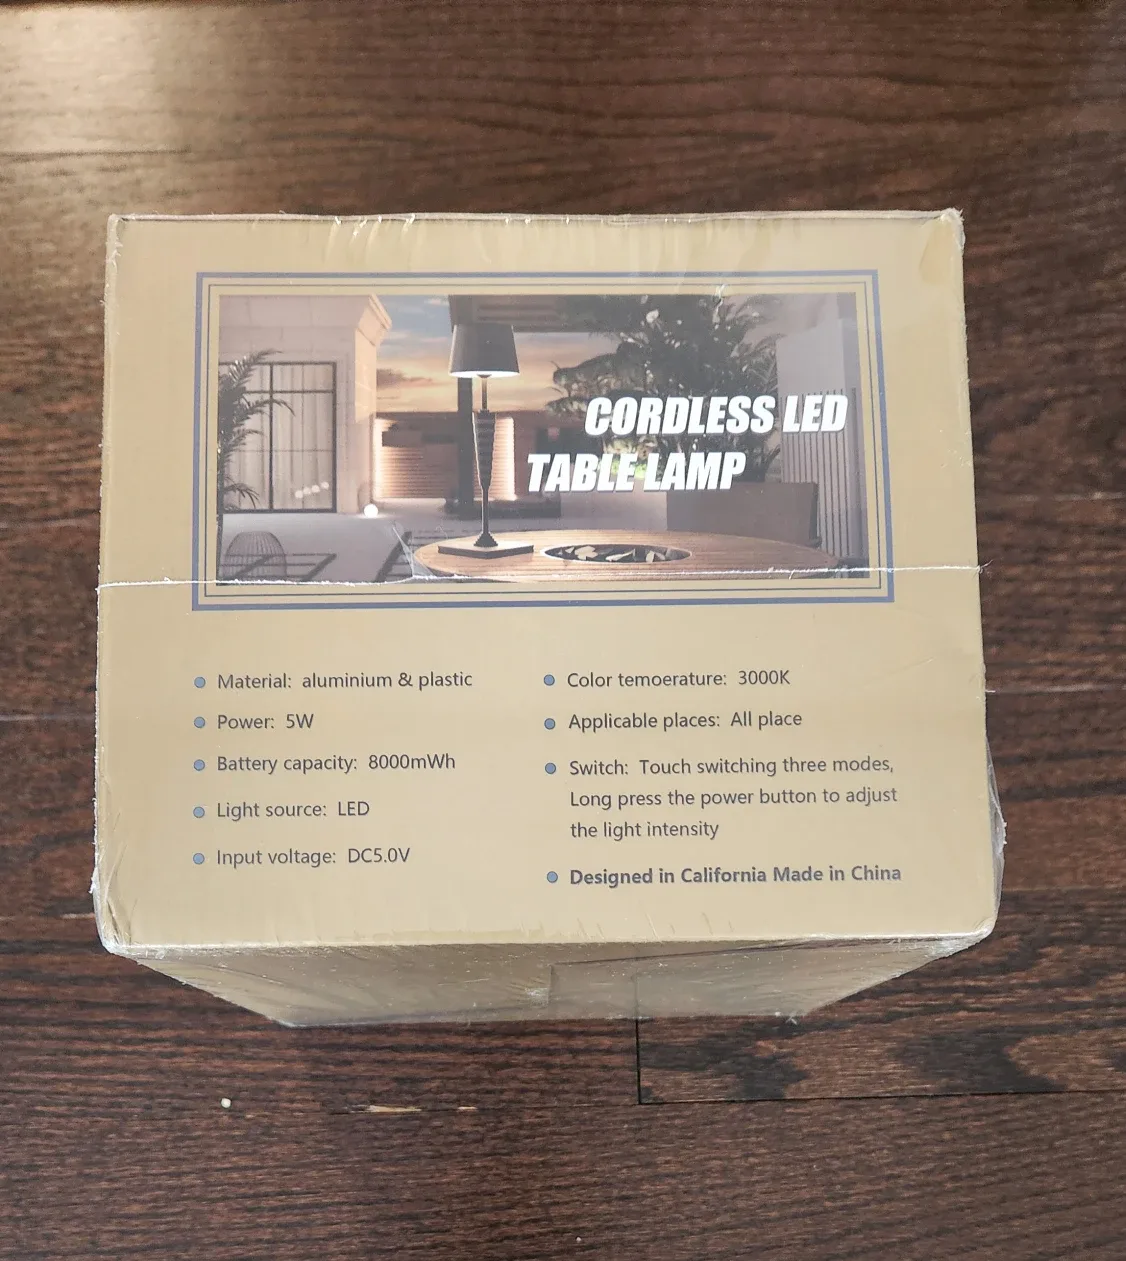 CORDLESS LED
TABLE LAMP
Material: aluminium & plastic
Power: 5W
Battery capacity: 8000mWh
Light source: LED
Input voltage: DC5.0V
Color temoerature: 3000K
Applicable places: All place
Switch: Touch switching three modes,
Long press the power button to adjust
the light intensity
Designed in California Made in China